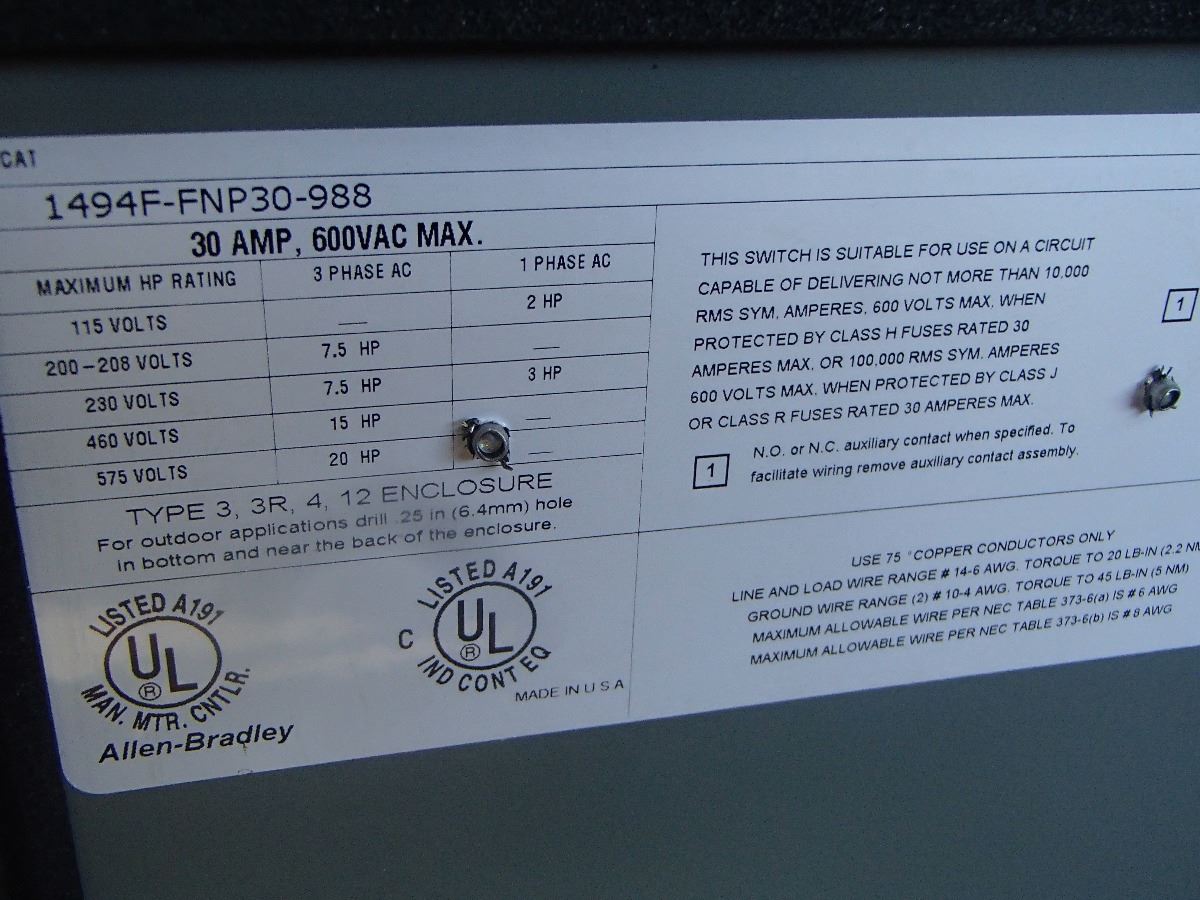 CAT
1494F-FNP30-988
30 AMP, 600VAC MAX.
MAXIMUM HP RATING 3 PHASE AC 1 PHASE AC
115 VOLTS — 2 HP
200-208 VOLTS 7.5 HP —
230 VOLTS 7.5 HP 3 HP
460 VOLTS 15 HP —
575 VOLTS 20 HP —
TYPE 3, 3R, 4, 12 ENCLOSURE
For outdoor applications drill .25 in (6.4mm) hole
in bottom and near the back of the enclosure.
LISTED A191
UL ®
MAN. MTR. CNTLR.
Allen-Bradley
LISTED A191
C UL ®
IND CONT EQ
MADE IN U S A
THIS SWITCH IS SUITABLE FOR USE ON A CIRCUIT
CAPABLE OF DELIVERING NOT MORE THAN 10,000
RMS SYM. AMPERES, 600 VOLTS MAX. WHEN
PROTECTED BY CLASS H FUSES RATED 30
AMPERES MAX. OR 100,000 RMS SYM. AMPERES
600 VOLTS MAX. WHEN PROTECTED BY CLASS J
OR CLASS R FUSES RATED 30 AMPERES MAX.
1 N.O. or N.C. auxiliary contact when specified. To
facilitate wiring remove auxiliary contact assembly.
1
USE 75 °COPPER CONDUCTORS ONLY
LINE AND LOAD WIRE RANGE # 14-6 AWG. TORQUE TO 20 LB-IN (2.2 NM
GROUND WIRE RANGE (2) # 10-4 AWG. TORQUE TO 45 LB-IN (5 NM)
MAXIMUM ALLOWABLE WIRE PER NEC TABLE 373-6(a) IS # 6 AWG
MAXIMUM ALLOWABLE WIRE PER NEC TABLE 373-6(b) IS # 8 AWG